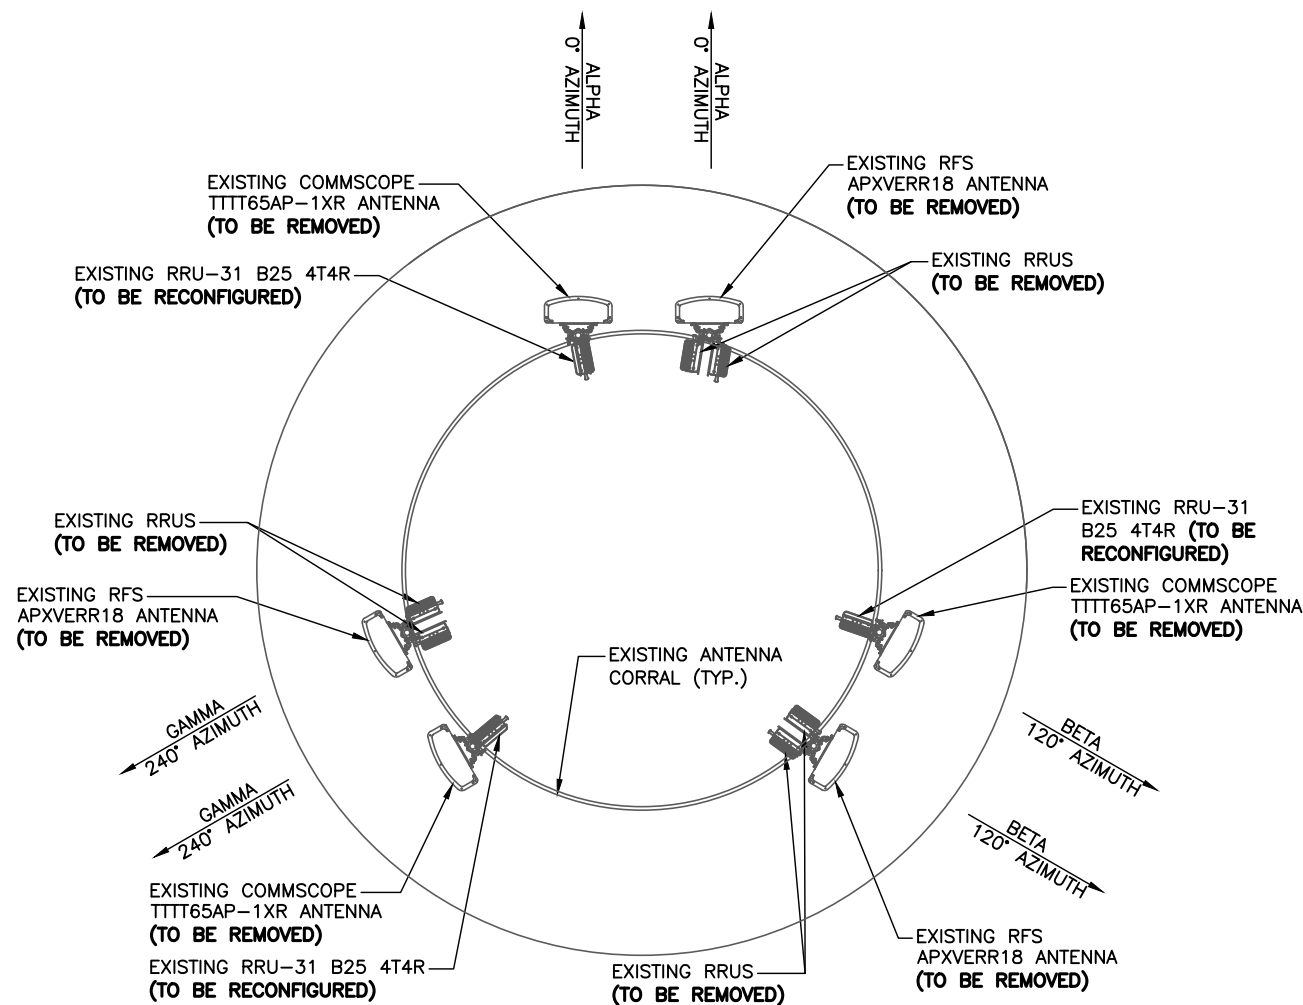 ALPHA
0° AZIMUTH
ALPHA
0° AZIMUTH
EXISTING COMMSCOPE
TTTT65AP-1XR ANTENNA
(TO BE REMOVED)
EXISTING RFS
APXVERR18 ANTENNA
(TO BE REMOVED)
EXISTING RRU-31 B25 4T4R
(TO BE RECONFIGURED)
EXISTING RRUS
(TO BE REMOVED)
EXISTING RRUS
(TO BE REMOVED)
EXISTING RFS
APXVERR18 ANTENNA
(TO BE REMOVED)
EXISTING RRU-31
B25 4T4R (TO BE
RECONFIGURED)
EXISTING COMMSCOPE
TTTT65AP-1XR ANTENNA
(TO BE REMOVED)
EXISTING ANTENNA
CORRAL (TYP.)
GAMMA
240° AZIMUTH
GAMMA
240° AZIMUTH
BETA
120° AZIMUTH
BETA
120° AZIMUTH
EXISTING COMMSCOPE
TTTT65AP-1XR ANTENNA
(TO BE REMOVED)
EXISTING RRU-31 B25 4T4R
(TO BE RECONFIGURED)
EXISTING RRUS
(TO BE REMOVED)
EXISTING RFS
APXVERR18 ANTENNA
(TO BE REMOVED)